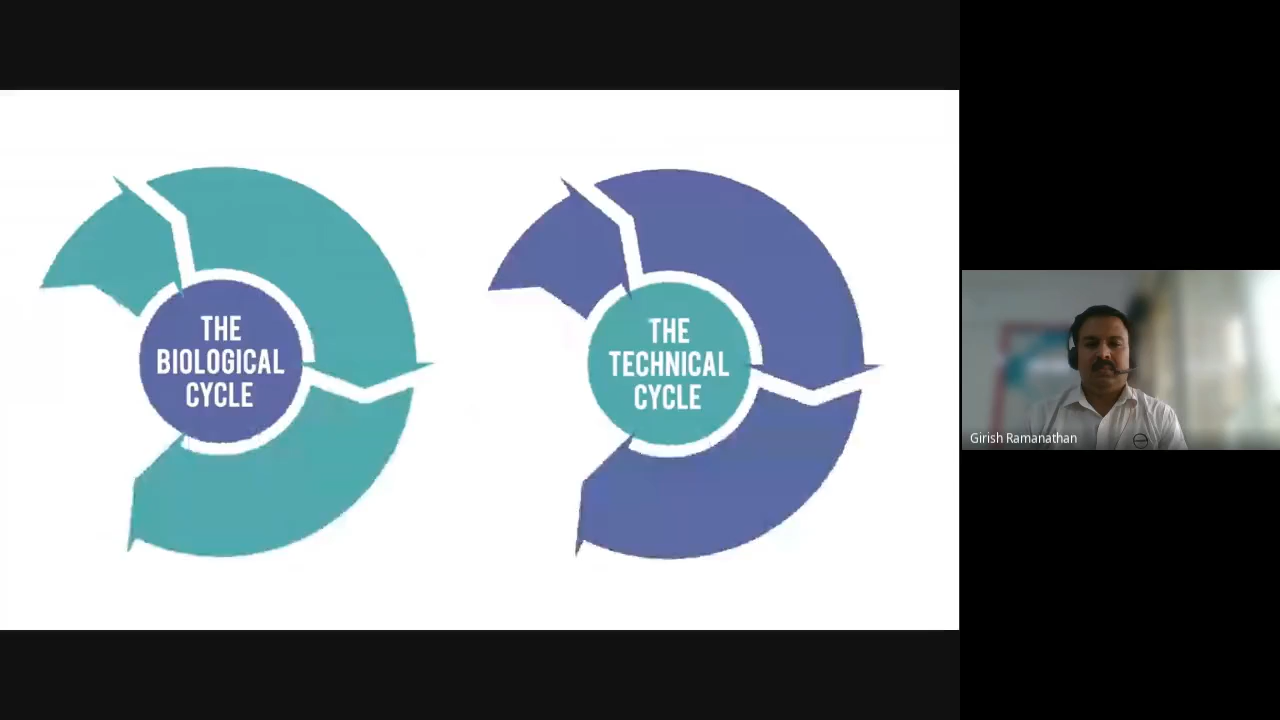 THE
BIOLOGICAL
CYCLE
THE
TECHNICAL
CYCLE
Girish Ramanathan